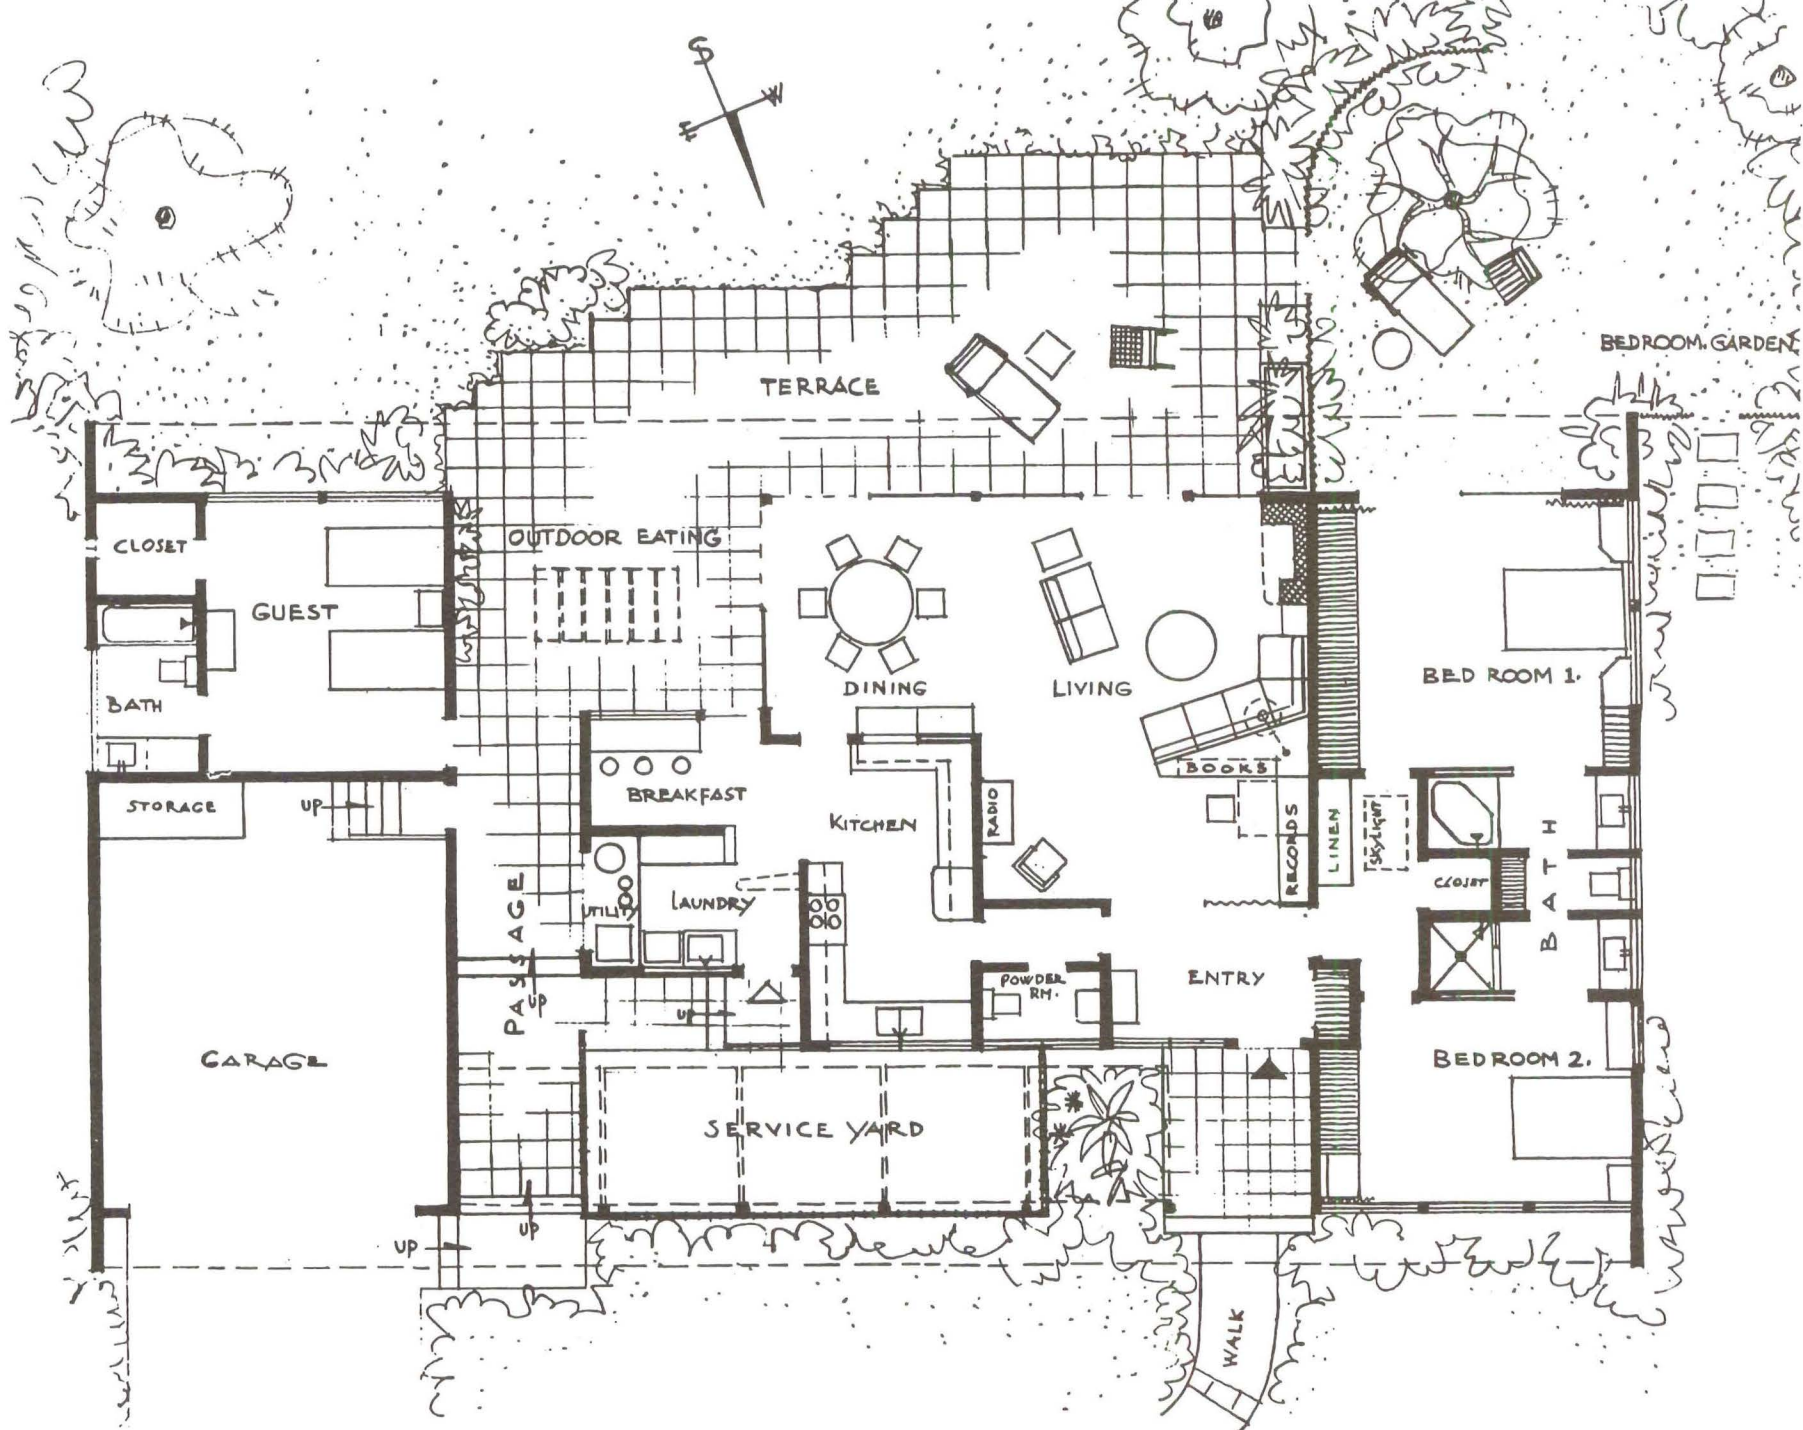 S
W
E
BEDROOM. GARDEN
TERRACE
OUTDOOR EATING
CLOSET
GUEST
BATH
DINING
LIVING
BED ROOM 1.
STORAGE
UP
BREAKFAST
KITCHEN
RADIO
BOOKS
RECORDS
LINEN
SKYLIGHT
CLOSET
BATH
PASSAGE
UTILITY
LAUNDRY
UP
POWDER
RM.
ENTRY
GARAGE
BEDROOM 2.
SERVICE YARD
UP
UP
WALK